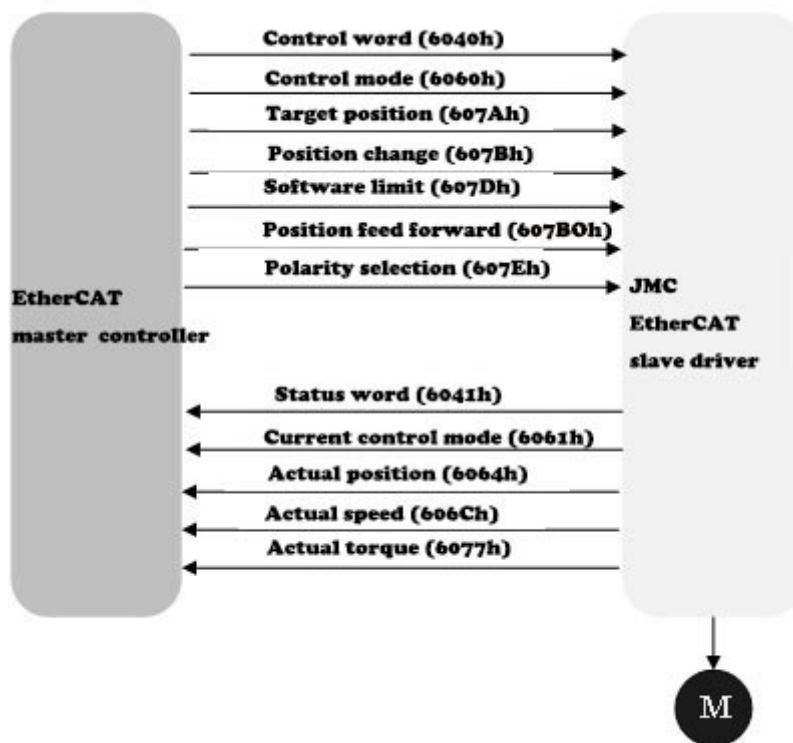 Control word (6040h)
Control mode (6060h)
Target position (607Ah)
Position change (607Bh)
Software limit (607Dh)
Position feed forward (607BOh)
Polarity selection (607Eh)
EtherCAT
master controller
JMC
EtherCAT
slave driver
Status word (6041h)
Current control mode (6061h)
Actual position (6064h)
Actual speed (606Ch)
Actual torque (6077h)
M